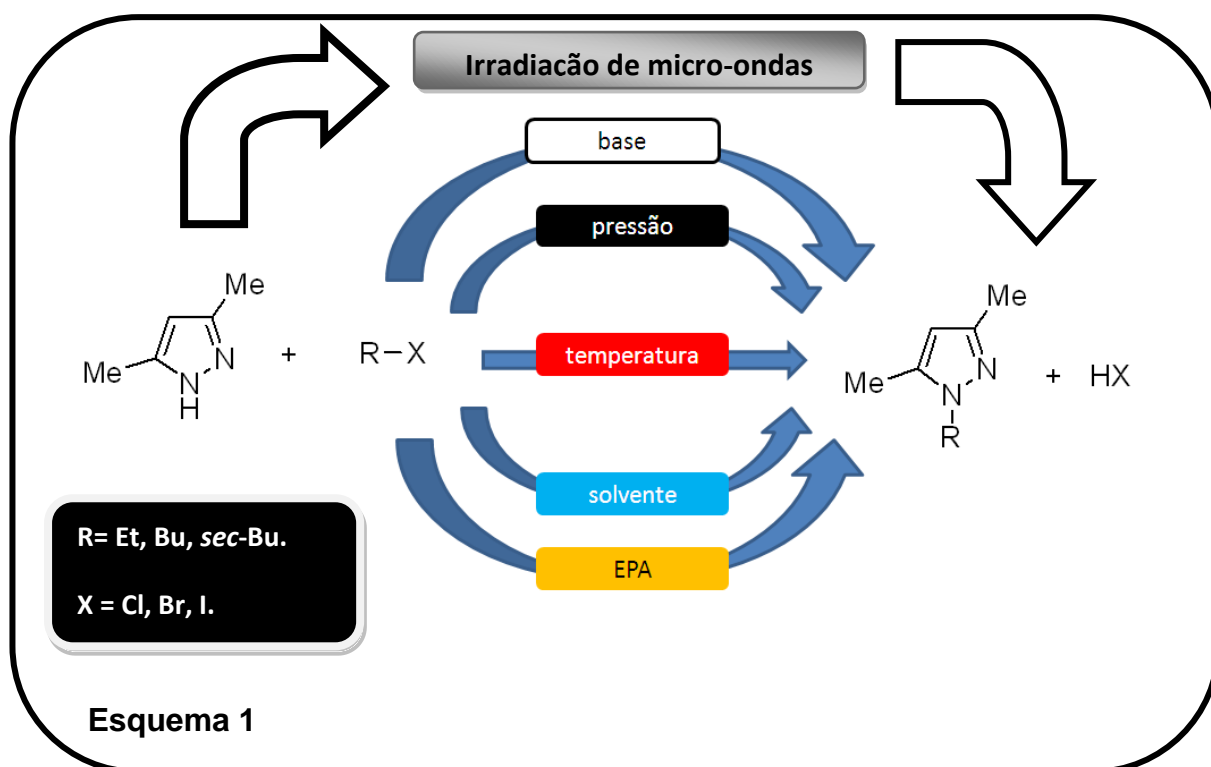 Irradiacão de micro-ondas
base
pressão
temperatura
solvente
EPA
Me
Me
N
N
H
+
R-X
Me
Me
N
N
R
+
HX
R= Et, Bu, sec-Bu.
X = Cl, Br, I.
Esquema 1